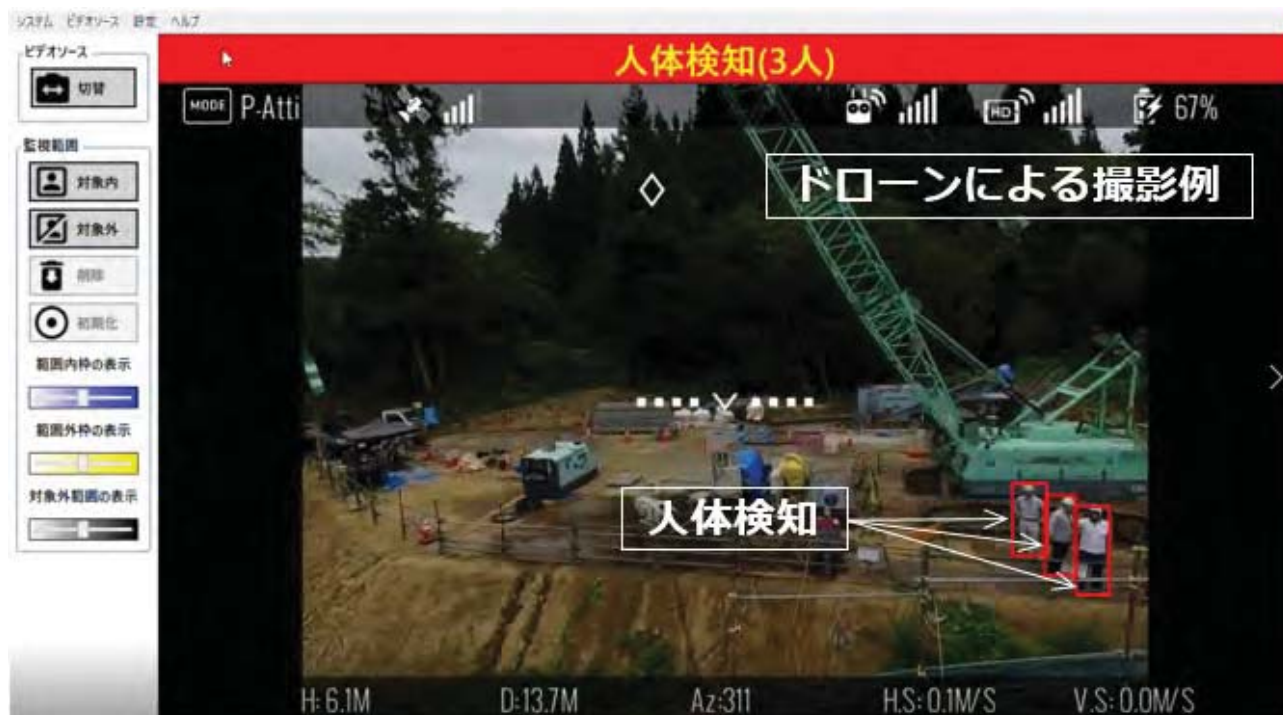 システム ビデオソース 設定 ヘルプ
ビデオソース
切替
監視範囲
対象内
対象外
削除
初期化
範囲内枠の表示
範囲外枠の表示
対象外範囲の表示
人体検知(3人)
MODE P-Atti
HD
67%
ドローンによる撮影例
人体検知
H: 6.1M D:13.7M Az:311 H.S: 0.1M/S V.S: 0.0M/S